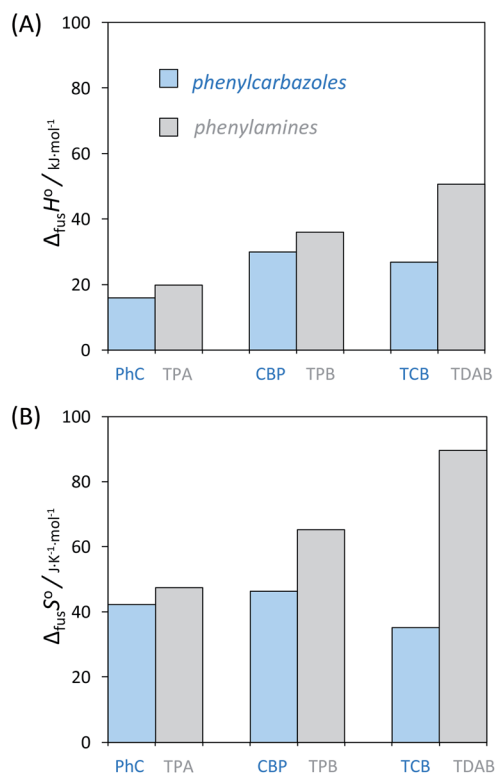 (A)
100
80
60
40
20
0
ΔfusHº / kJ·mol-1
phenylcarbazoles
phenylamines
PhC TPA CBP TPB TCB TDAB
(B)
100
80
60
40
20
0
ΔfusSº / J·K-1·mol-1
PhC TPA CBP TPB TCB TDAB